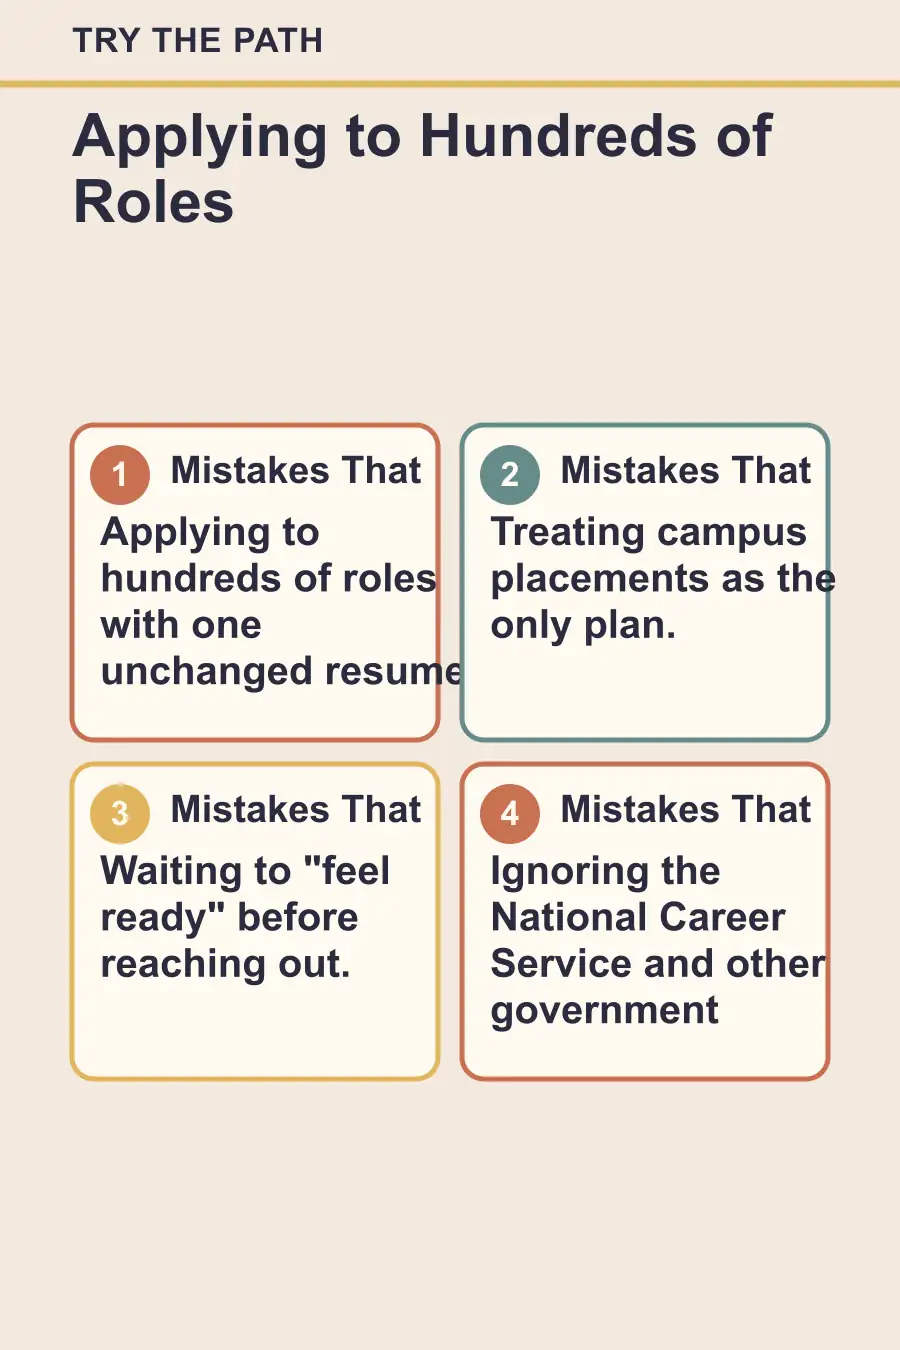 TRY THE PATH
Applying to Hundreds of
Roles
1 Mistakes That
Applying to
hundreds of roles
with one
unchanged resume
2 Mistakes That
Treating campus
placements as the
only plan.
3 Mistakes That
Waiting to "feel
ready" before
reaching out.
4 Mistakes That
Ignoring the
National Career
Service and other
government